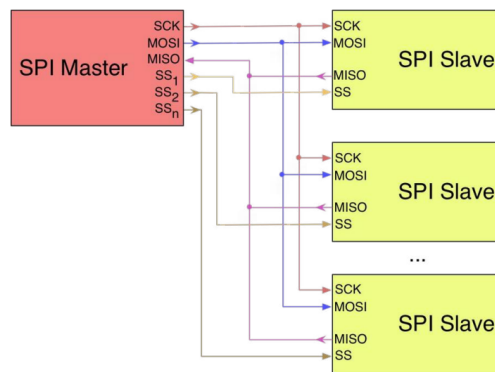 SPI Master
SCK
MOSI
MISO
SS1
SS2
SSn
SCK
MOSI
MISO
SS
SPI Slave
SCK
MOSI
MISO
SS
SPI Slave
...
SCK
MOSI
MISO
SS
SPI Slave